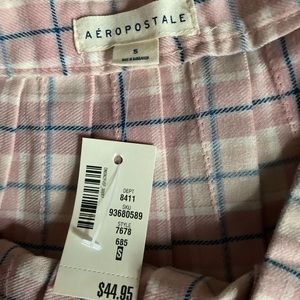 AÉROPOSTALE
S
DEPT
8411
SKU
93680589
STYLE
7678
685
S
$44.95